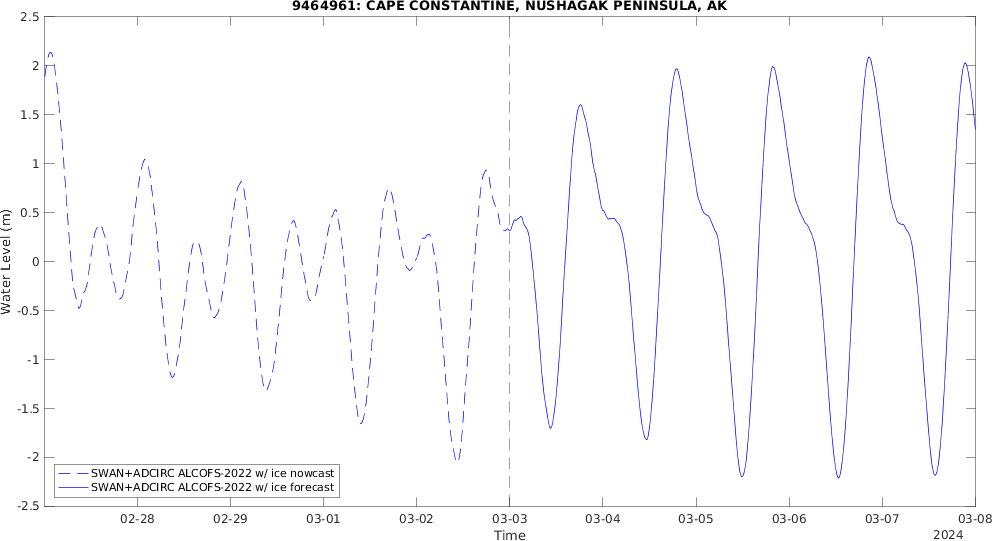 9464961: CAPE CONSTANTINE, NUSHAGAK PENINSULA, AK
2.5
2
1.5
1
0.5
0
-0.5
-1
-1.5
-2
-2.5
Water Level (m)
SWAN+ADCIRC ALCOFS-2022 w/ ice nowcast
SWAN+ADCIRC ALCOFS-2022 w/ ice forecast
02-28 02-29 03-01 03-02 03-03 03-04 03-05 03-06 03-07 03-08
Time
2024